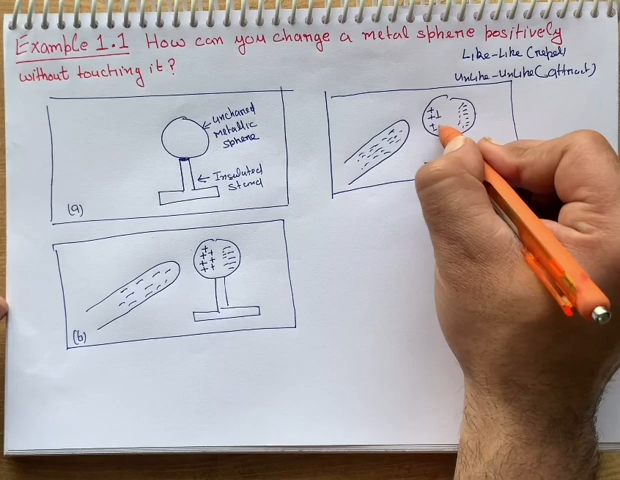 Example 1.1 How can you change a metal sphere positively
without touching it?
Like-Like (repel)
Unlike-Unlike (attract)
unchared
Metallic
sphere
Insulated
stand
(a)
(b)